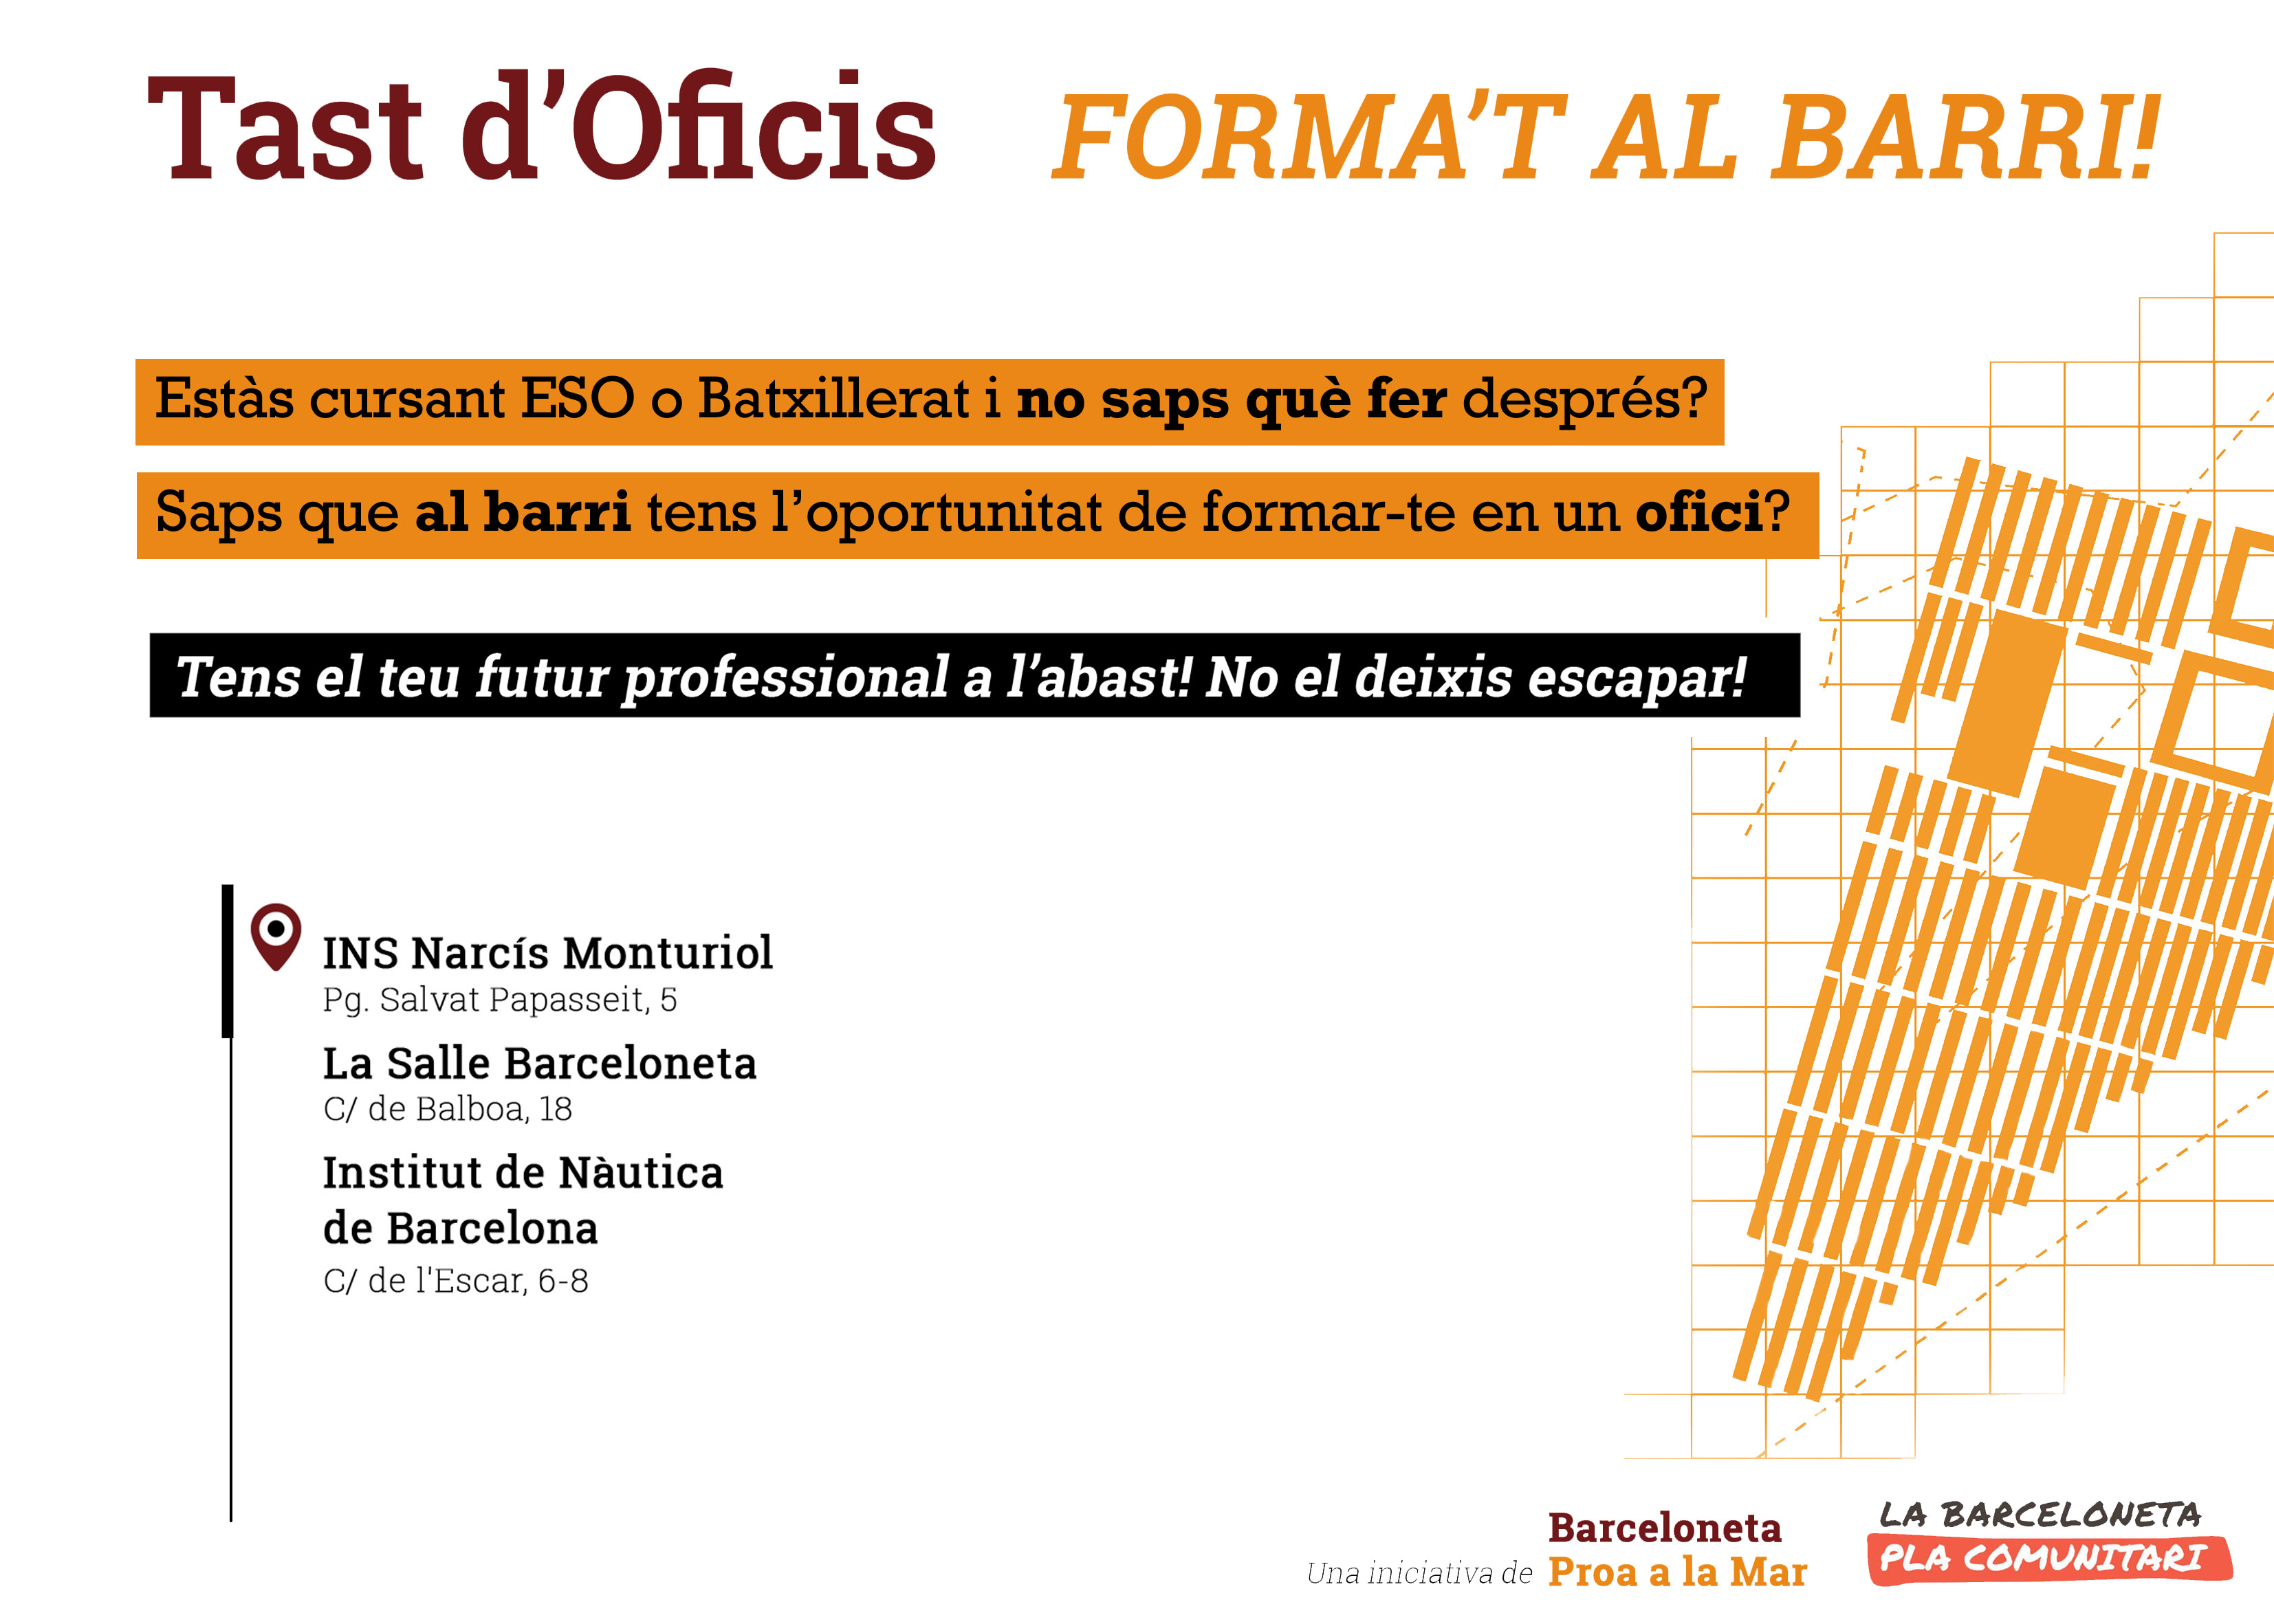 Tast d’Oficis FORMA’T AL BARRI!
Estàs cursant ESO o Batxillerat i no saps què fer després?
Saps que al barri tens l’oportunitat de formar-te en un ofici?
Tens el teu futur professional a l’abast! No el deixis escapar!
INS Narcís Monturiol
Pg. Salvat Papasseit, 5
La Salle Barceloneta
C/ de Balboa, 18
Institut de Nàutica
de Barcelona
C/ de l'Escar, 6-8
Una iniciativa de
Barceloneta
Proa a la Mar
LA BARCELONETA
PLA COMUNITARI